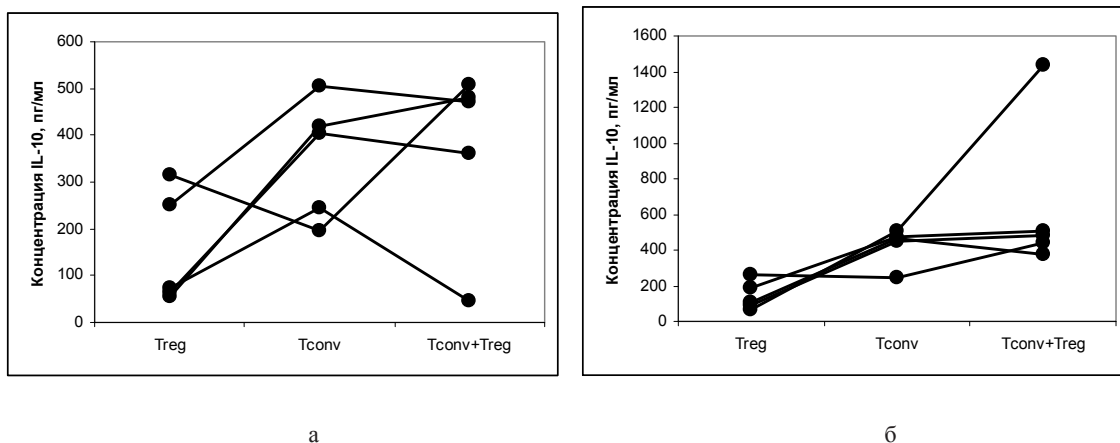 Концентрация IL-10, пг/мл
600
500
400
300
200
100
0
Treg
Tconv
Tconv+Treg
а
Концентрация IL-10, пг/мл
1600
1400
1200
1000
800
600
400
200
0
Treg
Tconv
Tconv+Treg
б